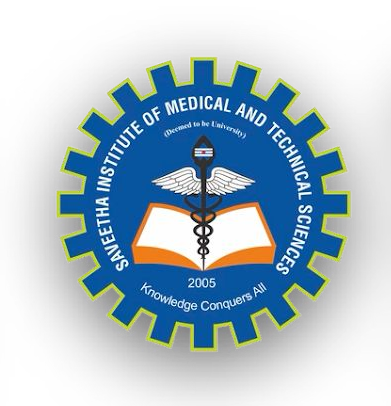 SAVEETHA INSTITUTE OF MEDICAL AND TECHNICAL SCIENCES
(Deemed to be University)
2005
Knowledge Conquers All